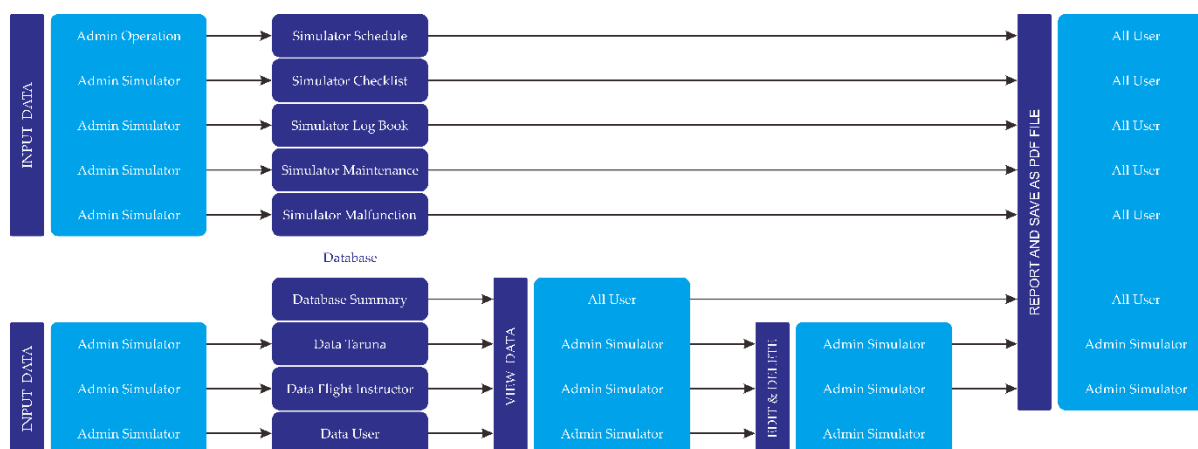 INPUT DATA
Admin Operation
Simulator Schedule
All User
Admin Simulator
Simulator Checklist
All User
Admin Simulator
Simulator Log Book
All User
Admin Simulator
Simulator Maintenance
All User
Admin Simulator
Simulator Malfunction
All User
REPORT AND SAVE AS PDF FILE
Database
Database Summary
VIEW DATA
All User
All User
INPUT DATA
Admin Simulator
Data Taruna
Admin Simulator
EDIT & DELETE
Admin Simulator
Admin Simulator
Admin Simulator
Data Flight Instructor
Admin Simulator
Admin Simulator
Admin Simulator
Admin Simulator
Data User
Admin Simulator
Admin Simulator